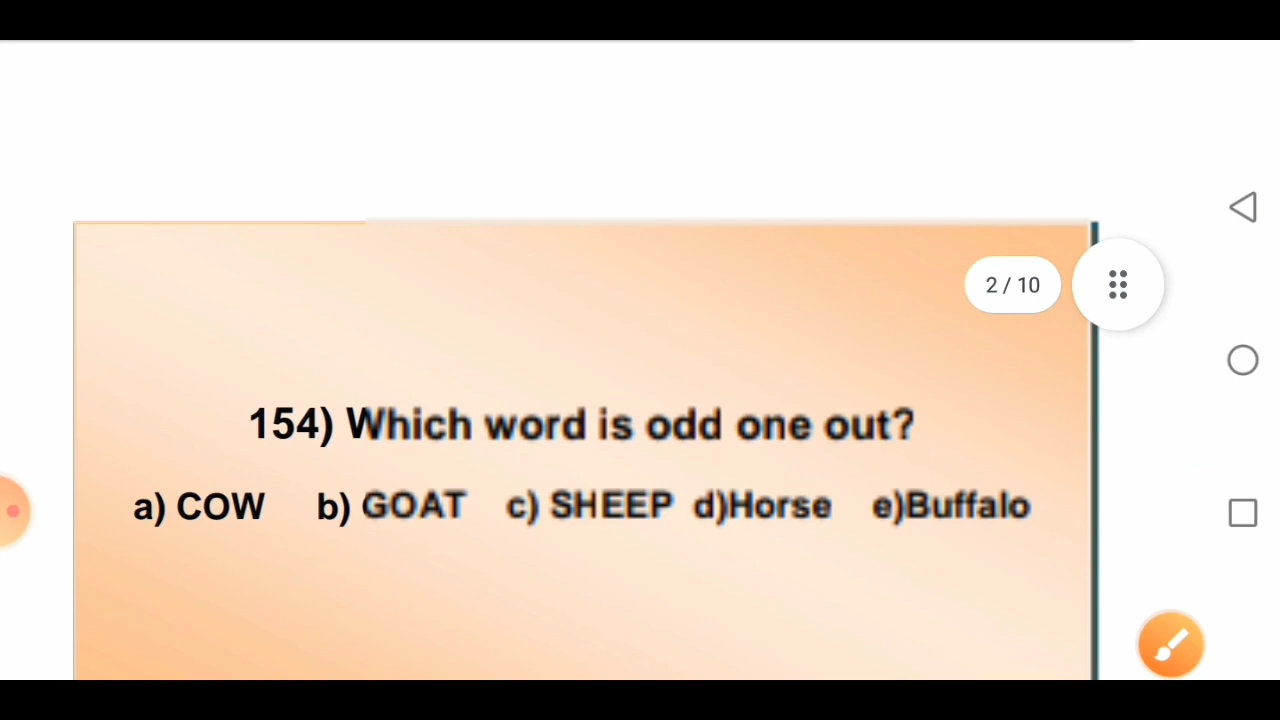 2 / 10
154) Which word is odd one out?
a) COW b) GOAT c) SHEEP d)Horse e)Buffalo